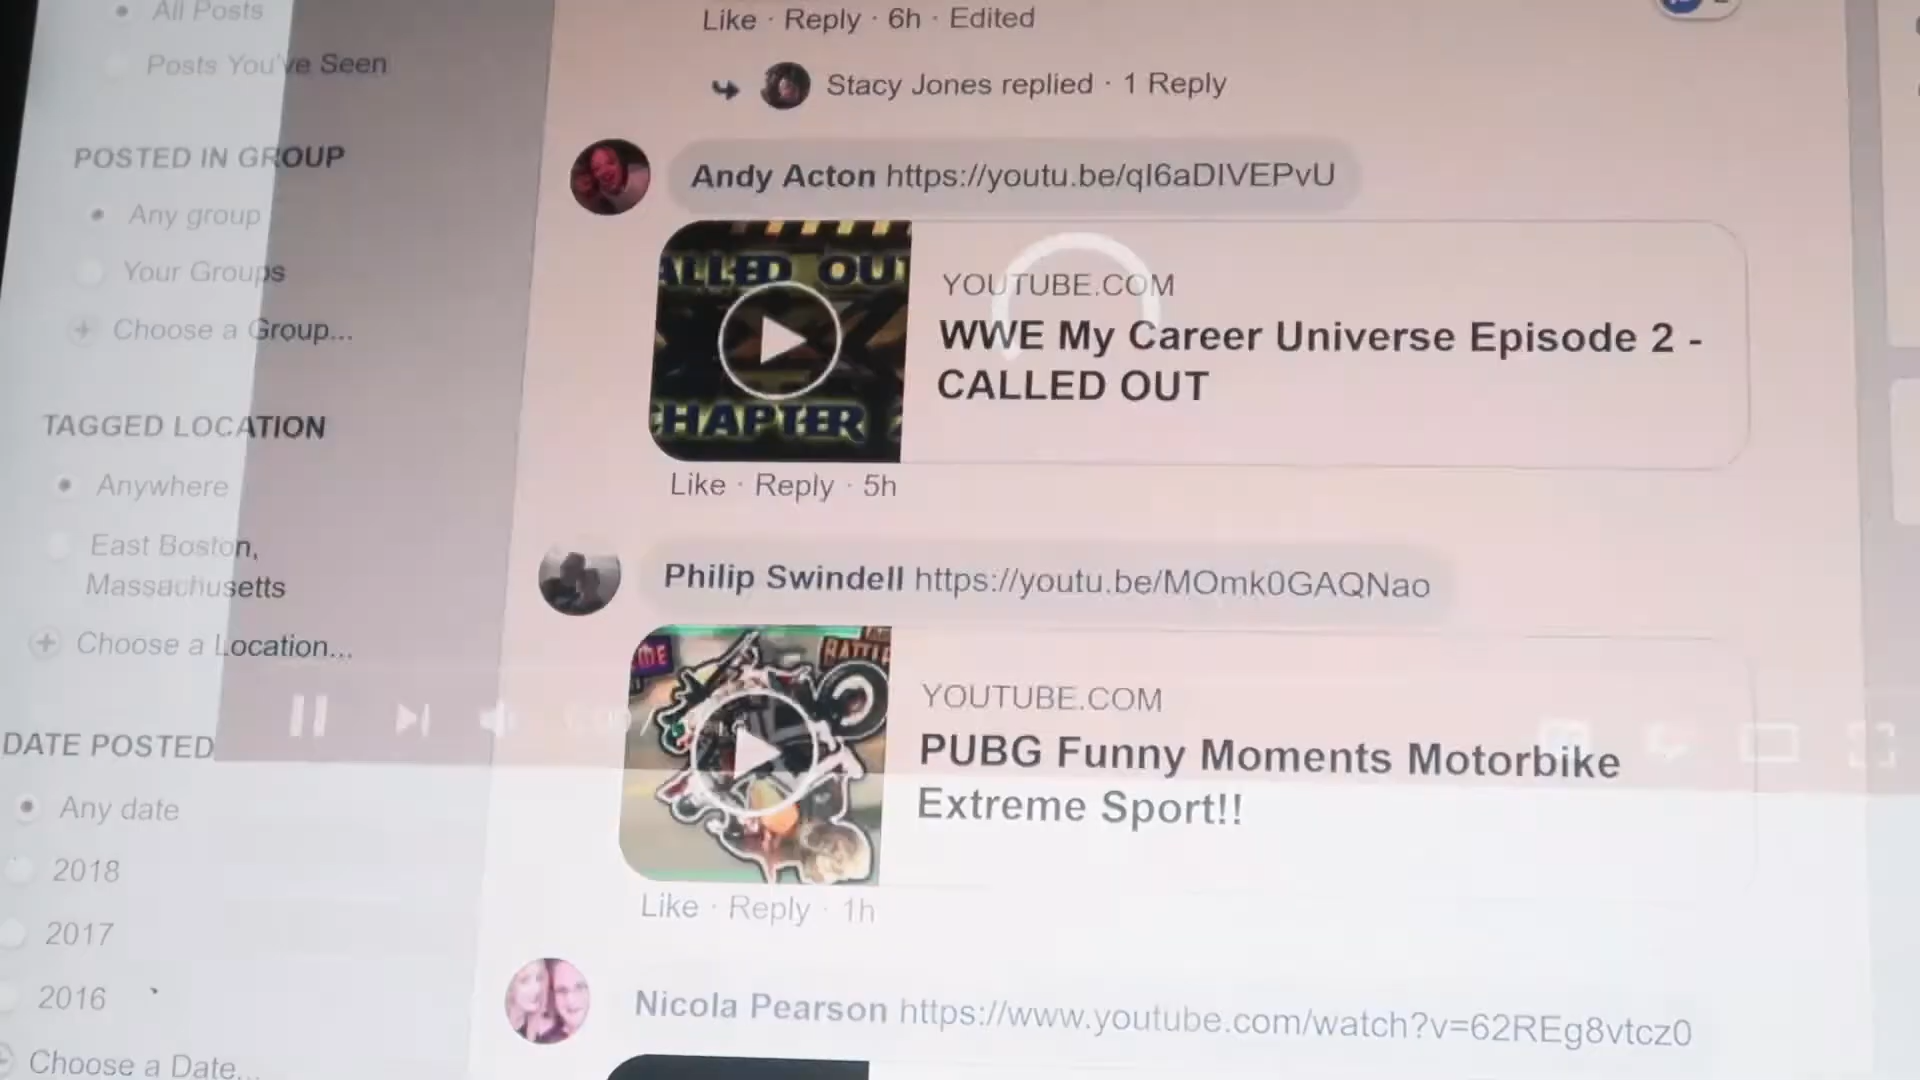 All Posts
Posts You've Seen
POSTED IN GROUP
Any group
Your Groups
Choose a Group...
TAGGED LOCATION
Anywhere
East Boston,
Massachusetts
Choose a Location...
DATE POSTED
Any date
2018
2017
2016
Choose a Date...
Like · Reply · 6h · Edited
Stacy Jones replied · 1 Reply
Andy Acton https://youtu.be/qI6aDIVEPvU
ALLED OUT
CHAPTER
YOUTUBE.COM
WWE My Career Universe Episode 2 -
CALLED OUT
Like · Reply · 5h
Philip Swindell https://youtu.be/MOmk0GAQNao
YOUTUBE.COM
PUBG Funny Moments Motorbike
Extreme Sport!!
Like · Reply · 1h
Nicola Pearson https://www.youtube.com/watch?v=62REg8vtcz0